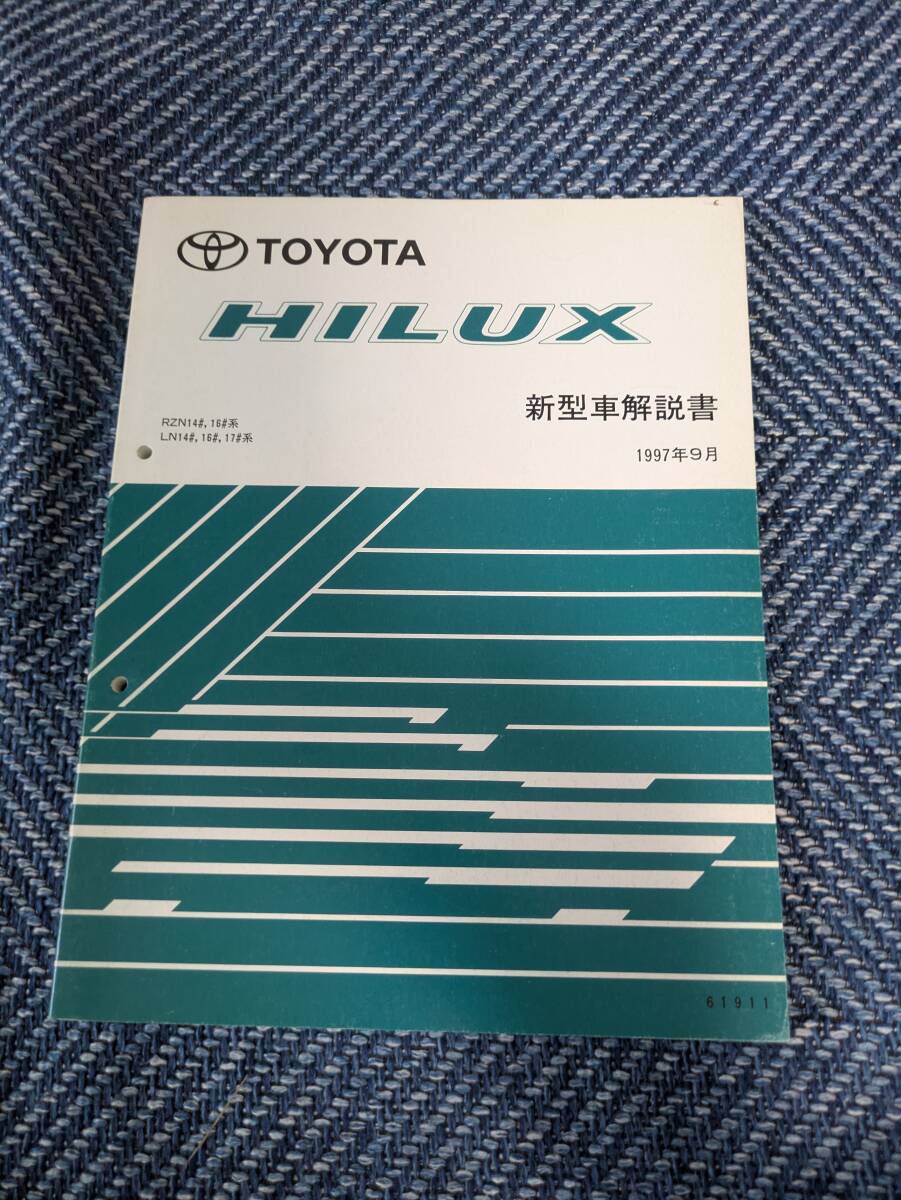 TOYOTA
HILUX
新型車解説書
RZN14#, 16#系
LN14#, 16#, 17#系
1997年9月
61911